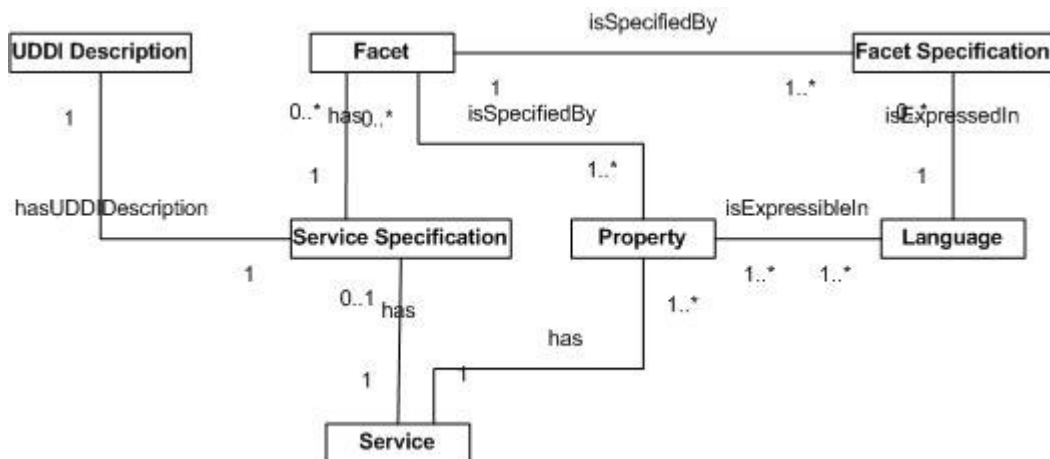 isSpecifiedBy
UDDI Description
Facet
Facet Specification
1
0..*
has
0..*
1
isSpecifiedBy
1..*
0..*
isExpressedIn
1
1..*
1
hasUDDIDescription
isExpressibleIn
Service Specification
Property
Language
1
0..1
has
1..*
1..*
1..*
has
1
1
Service